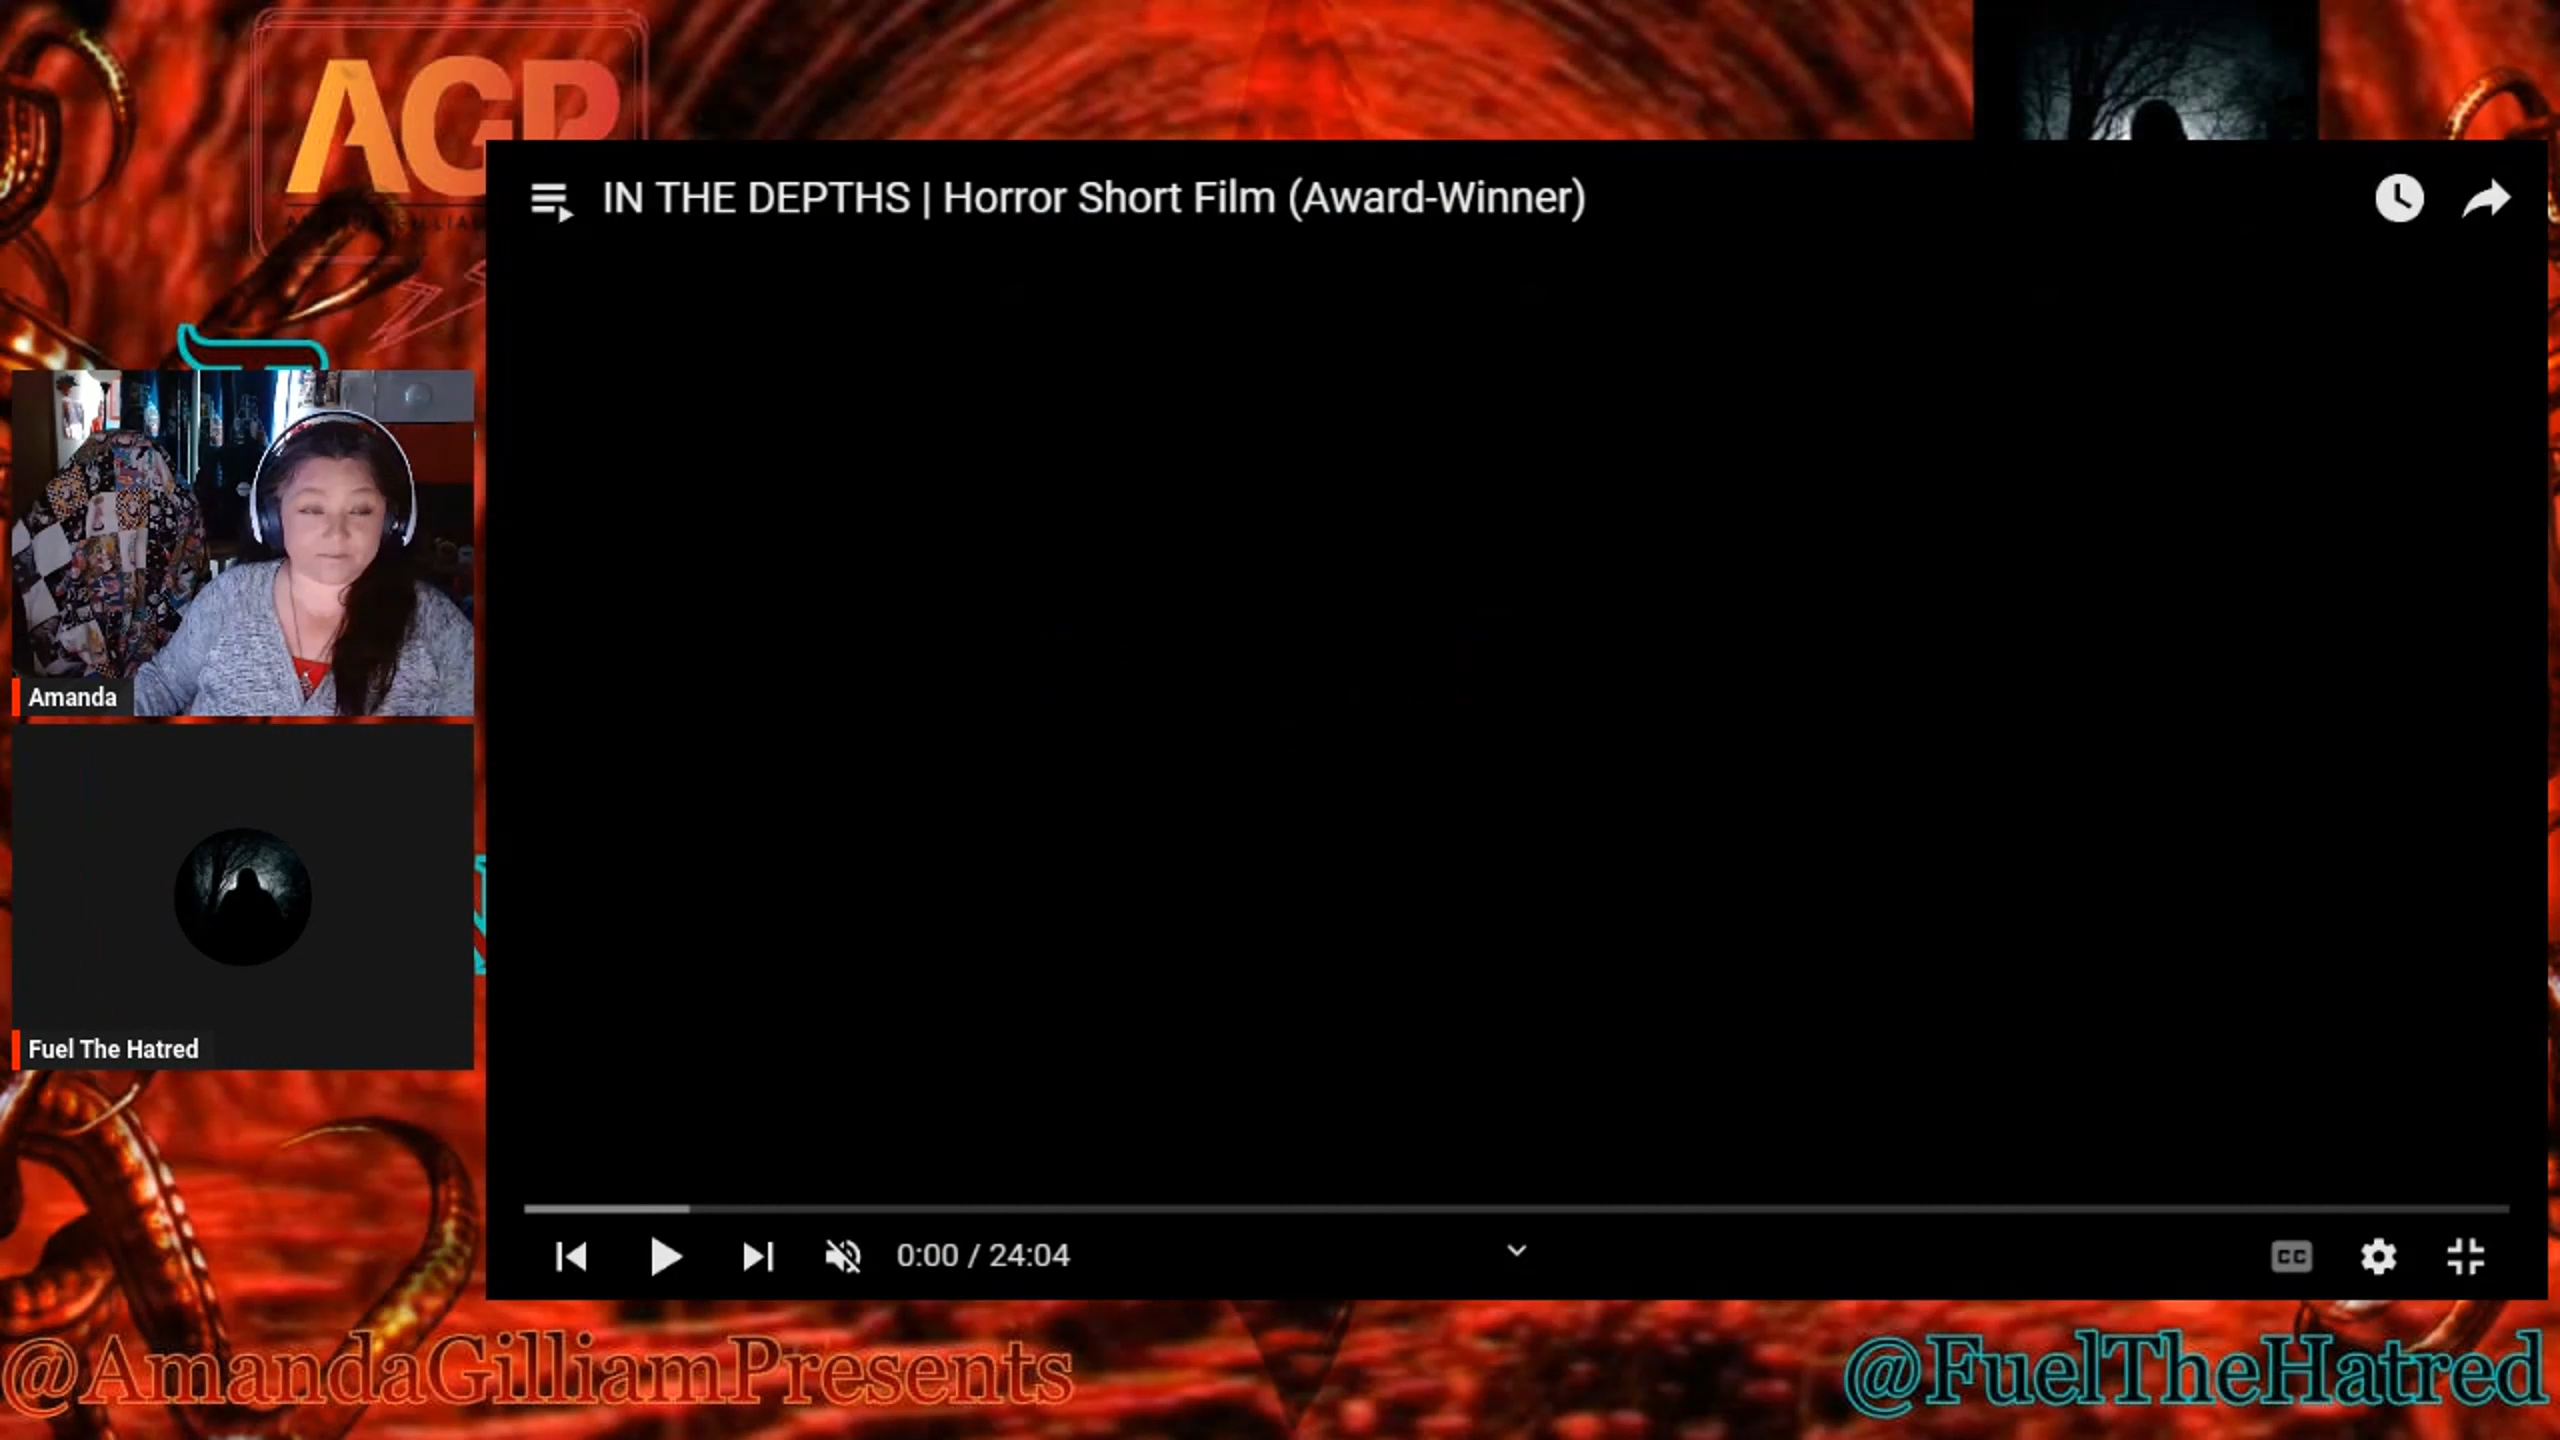 AGP
IN THE DEPTHS | Horror Short Film (Award-Winner)
Amanda
Fuel The Hatred
0:00 / 24:04
CC
@AmandaGilliamPresents
@FuelTheHatred